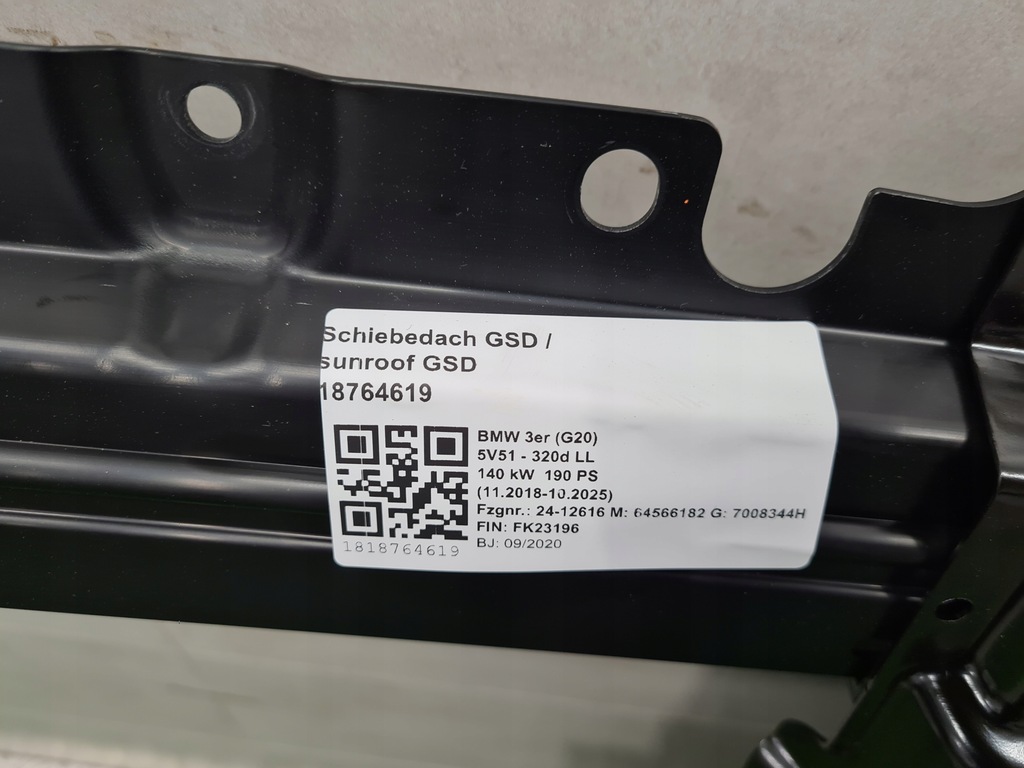 Schiebedach GSD /
sunroof GSD
18764619
BMW 3er (G20)
5V51 - 320d LL
140 kW 190 PS
(11.2018-10.2025)
Fzgnr.: 24-12616 M: 64566182 G: 7008344H
FIN: FK23196
BJ: 09/2020
1818764619